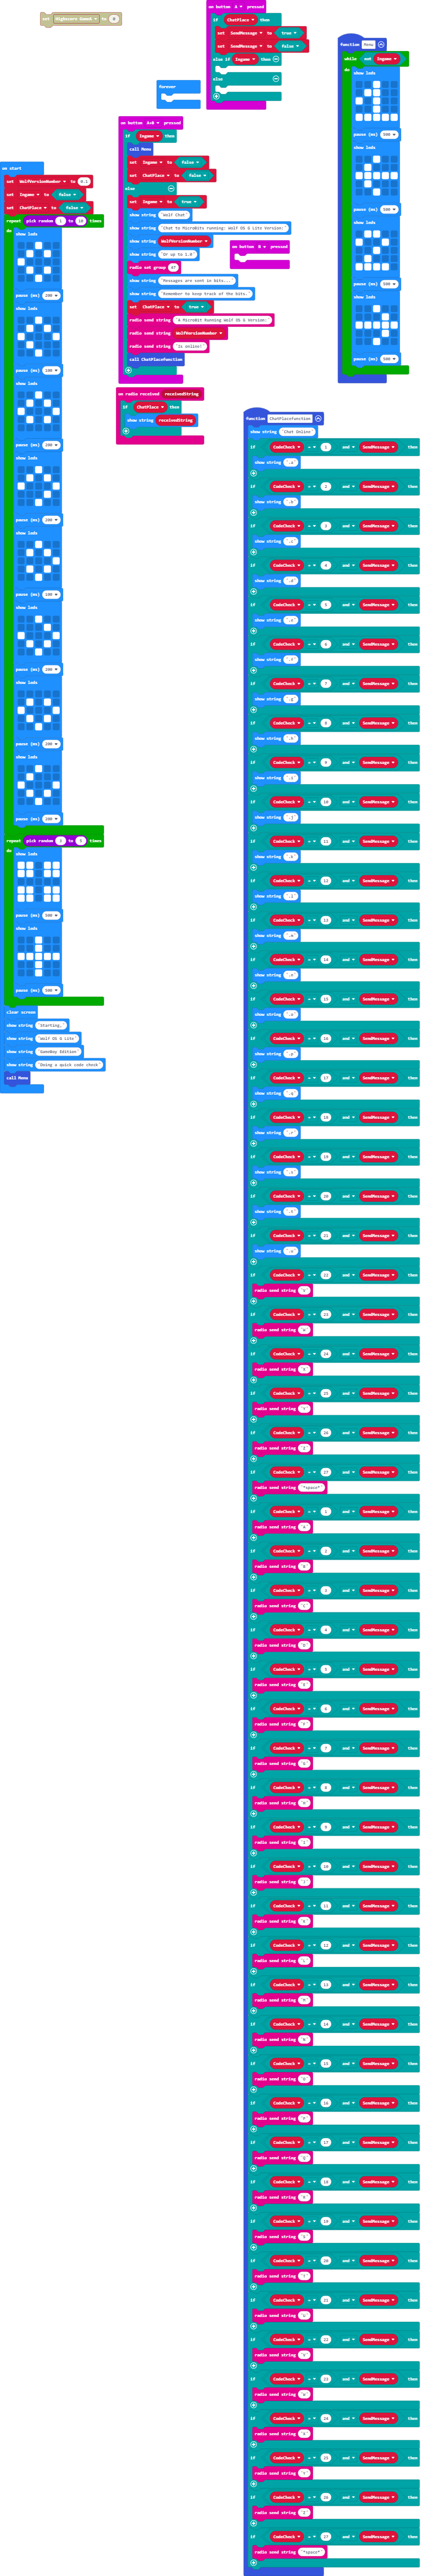 set Highscore Saved to 0
on button A pressed
if ChatPlace then
set SendMessage to true
set SendMessage to false
else if Ingame then
else
forever
function Menu
while not Ingame
do
show leds
pause (ms) 500
show leds
pause (ms) 500
show leds
pause (ms) 500
show leds
pause (ms) 500
on button A+B pressed
if Ingame then
call Menu
set Ingame to false
set ChatPlace to false
else
set Ingame to true
show string "Wolf Chat"
show string "Chat to Microbits running: Wolf OS G Lite Version:"
show string WolfVersionNumber
show string "Or up to 1.0"
radio set group 47
show string "Messages are sent in bits..."
show string "Remember to keep track of the bits."
set ChatPlace to true
radio send string "A Microbit Running Wolf OS G Version:"
radio send string WolfVersionNumber
radio send string "Is online!"
call ChatPlacefunction
on button B pressed
on radio received receivedString
if ChatPlace then
show string receivedString
on start
set WolfVersionNumber to 0.1
set Ingame to false
set ChatPlace to false
repeat pick random 1 to 10 times
do
show leds
pause (ms) 200
show leds
pause (ms) 200
show leds
pause (ms) 200
show leds
pause (ms) 200
show leds
pause (ms) 200
show leds
pause (ms) 200
show leds
pause (ms) 200
show leds
pause (ms) 200
repeat pick random to times
do
show leds
pause (ms) 500
show leds
pause (ms) 500
clear screen
show string "Starting…
show string "Wolf OS G Lite"
show string "GameBoy Edition"
show string "Doing a quick code check"
call Menu
function ChatPlacefunction
show string "Chat Online"
if CodeCheck = 1 and SendMessage then
show string
if CodeCheck = 2 and SendMessage then
show string
if CodeCheck = 3 and SendMessage then
show string
if CodeCheck = 4 and SendMessage then
show string
if CodeCheck = 5 and SendMessage then
show string
if CodeCheck = 6 and SendMessage then
show string
if CodeCheck = 7 and SendMessage then
show string
if CodeCheck = 8 and SendMessage then
show string
if CodeCheck = 9 and SendMessage then
show string
if CodeCheck = 10 and SendMessage then
show string
if CodeCheck = 11 and SendMessage then
show string
if CodeCheck = 12 and SendMessage then
show string
if CodeCheck = 13 and SendMessage then
show string
if CodeCheck = 14 and SendMessage then
show string
if CodeCheck = 15 and SendMessage then
show string
if CodeCheck = 16 and SendMessage then
show string
if CodeCheck = 17 and SendMessage then
show string
if CodeCheck = 18 and SendMessage then
show string
if CodeCheck = 19 and SendMessage then
show string
if CodeCheck = 20 and SendMessage then
show string
if CodeCheck = 21 and SendMessage then
show string
if CodeCheck = 22 and SendMessage then
radio send string "V"
if CodeCheck = 23 and SendMessage then
radio send string "W"
if CodeCheck = 24 and SendMessage then
radio send string "X"
if CodeCheck = 25 and SendMessage then
radio send string "Y"
if CodeCheck = 26 and SendMessage then
radio send string "Z"
if CodeCheck = 27 and SendMessage then
radio send string "*space*"
if CodeCheck = 1 and SendMessage then
radio send string "A"
if CodeCheck = 2 and SendMessage then
radio send string "B"
if CodeCheck = 3 and SendMessage then
radio send string "C"
if CodeCheck = 4 and SendMessage then
radio send string "D"
if CodeCheck = 5 and SendMessage then
radio send string "E"
if CodeCheck = 6 and SendMessage then
radio send string "F"
if CodeCheck = 7 and SendMessage then
radio send string "G"
if CodeCheck = 8 and SendMessage then
radio send string "H"
if CodeCheck = 9 and SendMessage then
radio send string "I"
if CodeCheck = 10 and SendMessage then
radio send string "J"
if CodeCheck = 11 and SendMessage then
radio send string "K"
if CodeCheck = 12 and SendMessage then
radio send string "L"
if CodeCheck = 13 and SendMessage then
radio send string "M"
if CodeCheck = 14 and SendMessage then
radio send string "N"
if CodeCheck = 15 and SendMessage then
radio send string "O"
if CodeCheck = 16 and SendMessage then
radio send string "P"
if CodeCheck = 17 and SendMessage then
radio send string "Q"
if CodeCheck = 18 and SendMessage then
radio send string "R"
if CodeCheck = 19 and SendMessage then
radio send string "S"
if CodeCheck = 20 and SendMessage then
radio send string "T"
if CodeCheck = 21 and SendMessage then
radio send string "U"
if CodeCheck = 22 and SendMessage then
radio send string "V"
if CodeCheck = 23 and SendMessage then
radio send string "W"
if CodeCheck = 24 and SendMessage then
radio send string "X"
if CodeCheck = 25 and SendMessage then
radio send string "Y"
if CodeCheck = 26 and SendMessage then
radio send string "Z"
if CodeCheck = 27 and SendMessage then
radio send string "*space*"